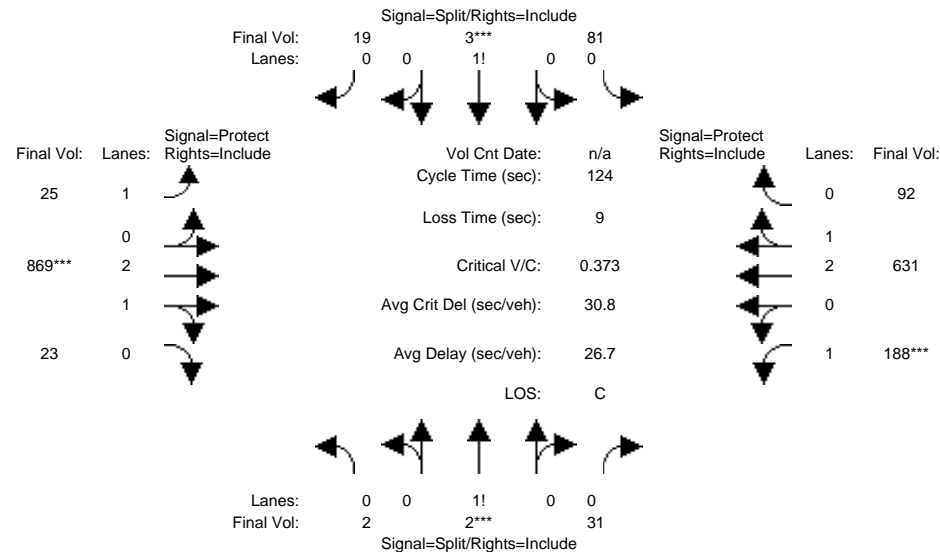 Signal=Split/Rights=Include
Final Vol: 19 3*** 81
Lanes: 0 0 1! 0 0
Signal=Protect Signal=Protect
Final Vol: Lanes: Rights=Include Vol Cnt Date: n/a Rights=Include Lanes: Final Vol:
Cycle Time (sec): 124
25 1 0 92
Loss Time (sec): 9
0 1
869*** 2 Critical V/C: 0.373 2 631
1 Avg Crit Del (sec/veh): 30.8 0
23 0 Avg Delay (sec/veh): 26.7 1 188***
LOS: C
Lanes: 0 0 1! 0 0
Final Vol: 2 2*** 31
Signal=Split/Rights=Include